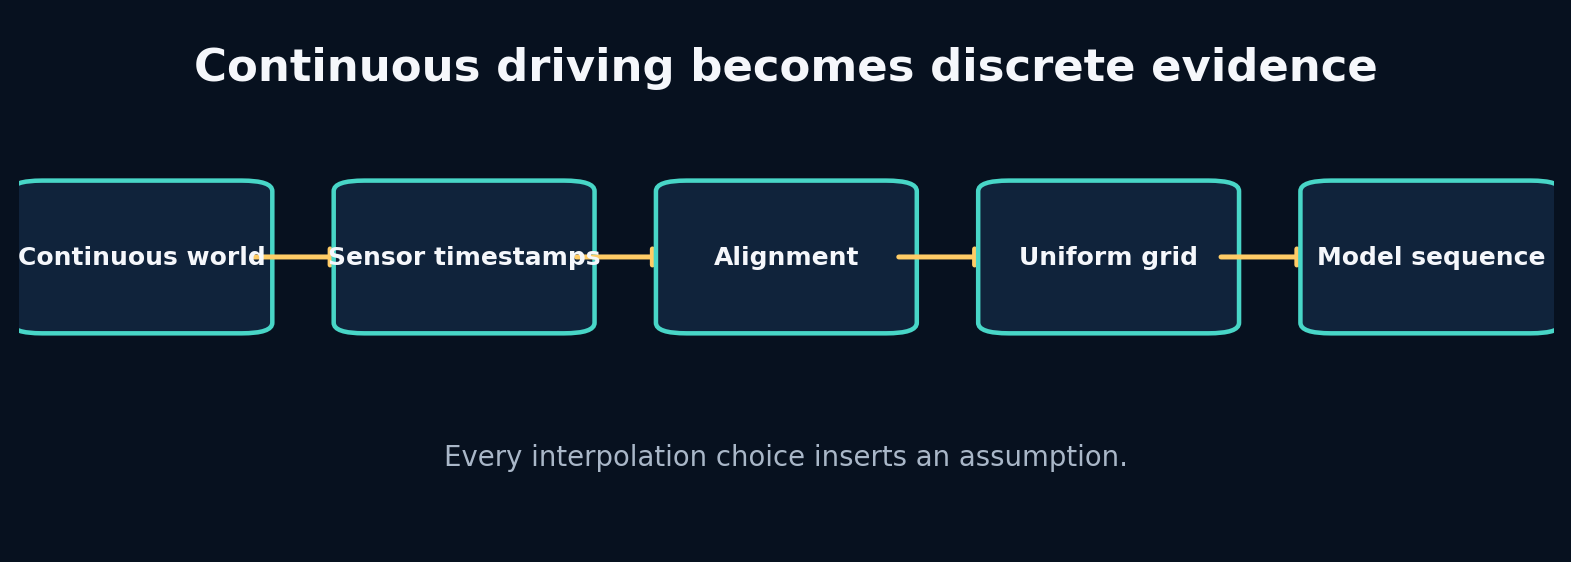 Continuous driving becomes discrete evidence
Continuous world
Sensor timestamps
Alignment
Uniform grid
Model sequence
Every interpolation choice inserts an assumption.